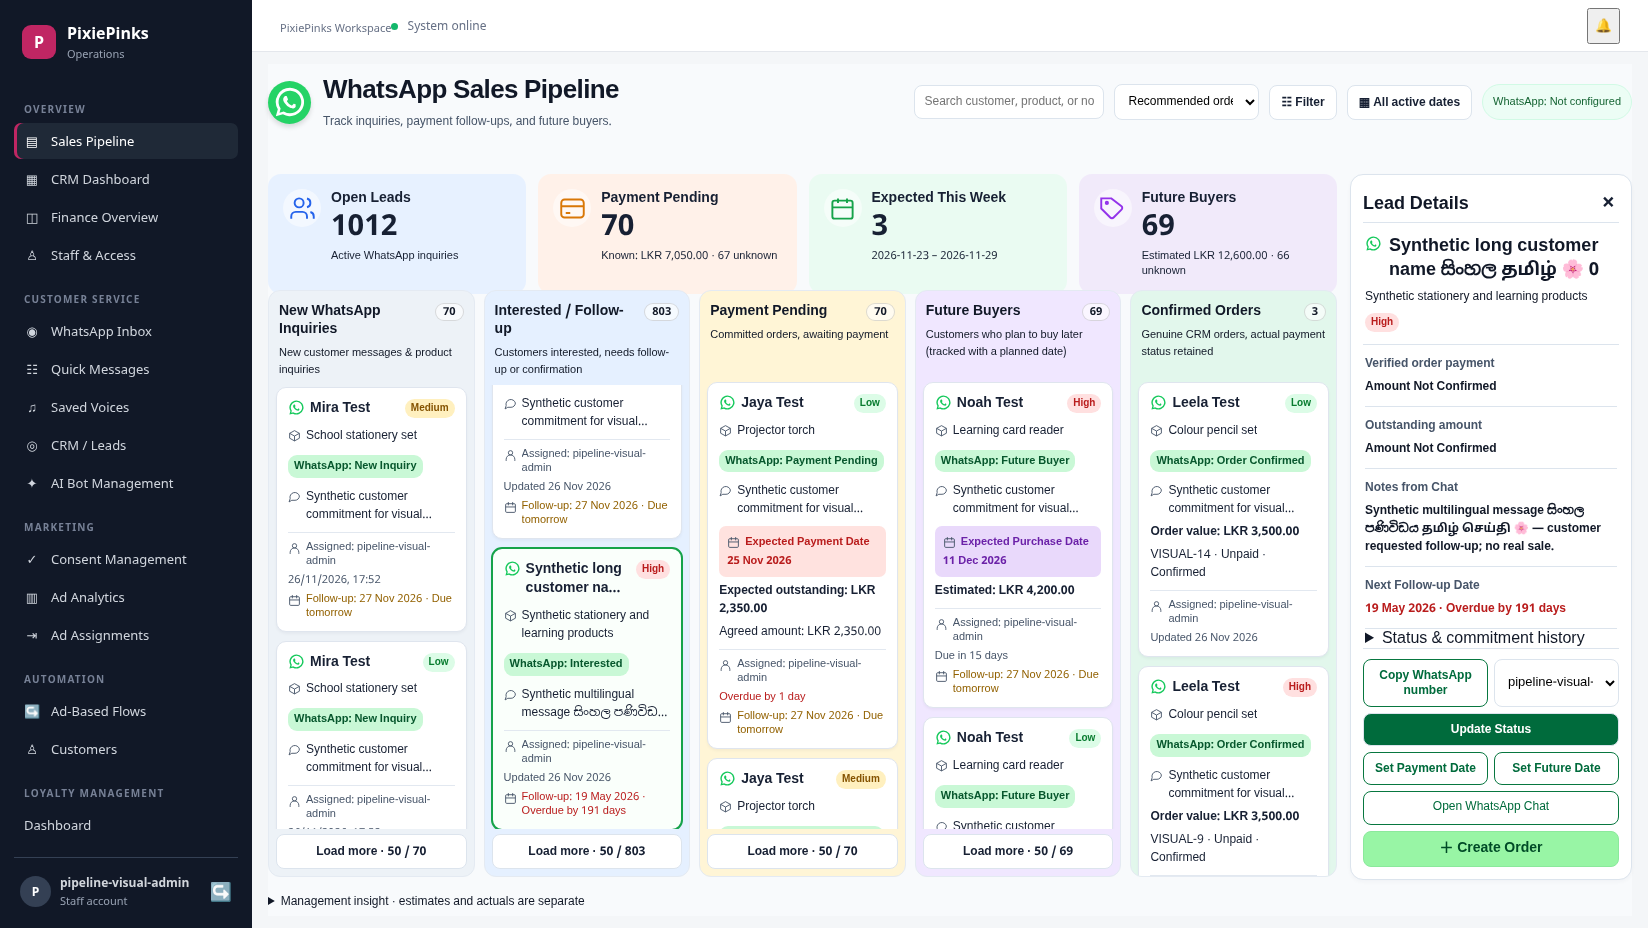 P
PixiePinks
Operations
OVERVIEW
Sales Pipeline
CRM Dashboard
Finance Overview
Staff & Access
CUSTOMER SERVICE
WhatsApp Inbox
Quick Messages
Saved Voices
CRM / Leads
AI Bot Management
MARKETING
Consent Management
Ad Analytics
Ad Assignments
AUTOMATION
Ad-Based Flows
Customers
LOYALTY MANAGEMENT
Dashboard
P
pipeline-visual-admin
Staff account
PixiePinks Workspace
System online
WhatsApp Sales Pipeline
Track inquiries, payment follow-ups, and future buyers.
Search customer, product, or no
Recommended orde
Filter
All active dates
WhatsApp: Not configured
Open Leads
1012
Active WhatsApp inquiries
Payment Pending
70
Known: LKR 7,050.00 · 67 unknown
Expected This Week
3
2026-11-23 – 2026-11-29
Future Buyers
69
Estimated LKR 12,600.00 · 66
unknown
New WhatsApp
Inquiries
70
New customer messages & product
inquiries
Mira Test
Medium
School stationery set
WhatsApp: New Inquiry
Synthetic customer
commitment for visual...
Assigned: pipeline-visual-
admin
26/11/2026, 17:52
Follow-up: 27 Nov 2026 · Due
tomorrow
Mira Test
Low
School stationery set
WhatsApp: New Inquiry
Synthetic customer
commitment for visual...
Assigned: pipeline-visual-
admin
Load more · 50 / 70
Interested / Follow-
up
803
Customers interested, needs follow-
up or confirmation
Synthetic customer
commitment for visual...
Assigned: pipeline-visual-
admin
Updated 26 Nov 2026
Follow-up: 27 Nov 2026 · Due
tomorrow
Synthetic long
customer na...
High
Synthetic stationery and
learning products
WhatsApp: Interested
Synthetic multilingual
message සිංහල පණිවිඩ...
Assigned: pipeline-visual-
admin
Updated 26 Nov 2026
Follow-up: 19 May 2026 ·
Overdue by 191 days
Load more · 50 / 803
Payment Pending
70
Committed orders, awaiting payment
Jaya Test
Low
Projector torch
WhatsApp: Payment Pending
Synthetic customer
commitment for visual...
Expected Payment Date
25 Nov 2026
Expected outstanding: LKR
2,350.00
Agreed amount: LKR 2,350.00
Assigned: pipeline-visual-
admin
Overdue by 1 day
Follow-up: 27 Nov 2026 · Due
tomorrow
Jaya Test
Medium
Projector torch
Load more · 50 / 70
Future Buyers
69
Customers who plan to buy later
(tracked with a planned date)
Noah Test
High
Learning card reader
WhatsApp: Future Buyer
Synthetic customer
commitment for visual...
Expected Purchase Date
11 Dec 2026
Estimated: LKR 4,200.00
Assigned: pipeline-visual-
admin
Due in 15 days
Follow-up: 27 Nov 2026 · Due
tomorrow
Noah Test
Low
Learning card reader
WhatsApp: Future Buyer
Synthetic customer
Load more · 50 / 69
Confirmed Orders
3
Genuine CRM orders, actual payment
status retained
Leela Test
Low
Colour pencil set
WhatsApp: Order Confirmed
Synthetic customer
commitment for visual...
Order value: LKR 3,500.00
VISUAL-14 · Unpaid ·
Confirmed
Assigned: pipeline-visual-
admin
Updated 26 Nov 2026
Leela Test
High
Colour pencil set
WhatsApp: Order Confirmed
Synthetic customer
commitment for visual...
Order value: LKR 3,500.00
VISUAL-9 · Unpaid ·
Confirmed
Lead Details
Synthetic long customer
name සිංහල தமிழ் 🌸 0
Synthetic stationery and learning products
High
Verified order payment
Amount Not Confirmed
Outstanding amount
Amount Not Confirmed
Notes from Chat
Synthetic multilingual message සිංහල
පණිවිඩය தமிழ் செய்தி 🌸 — customer
requested follow-up; no real sale.
Next Follow-up Date
19 May 2026 · Overdue by 191 days
Status & commitment history
Copy WhatsApp
number
pipeline-visual-
Update Status
Set Payment Date
Set Future Date
Open WhatsApp Chat
+ Create Order
Management insight · estimates and actuals are separate